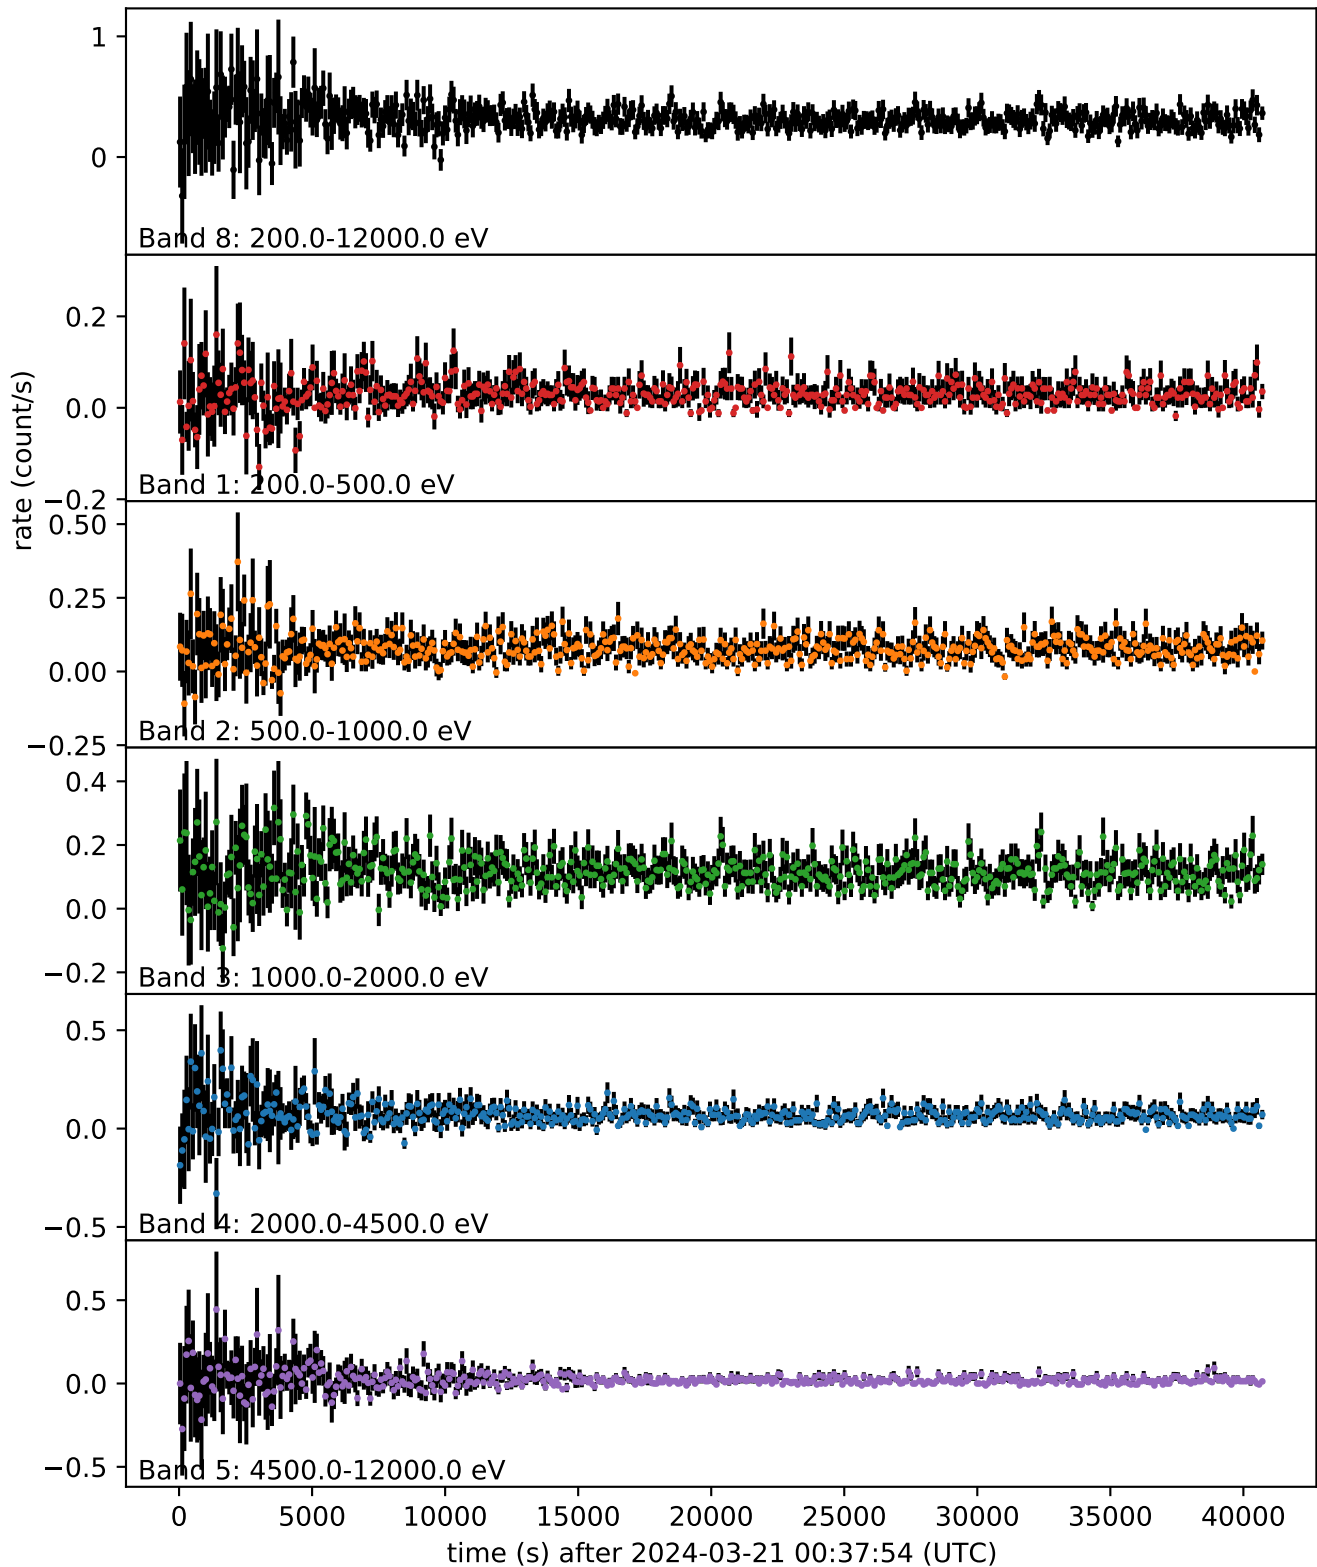 1
0
Band 8: 200.0-12000.0 eV
0.2
0.0
−0.2
Band 1: 200.0-500.0 eV
rate (count/s)
0.50
0.25
0.00
−0.25
Band 2: 500.0-1000.0 eV
0.4
0.2
0.0
−0.2
Band 3: 1000.0-2000.0 eV
0.5
0.0
−0.5
Band 4: 2000.0-4500.0 eV
0.5
0.0
−0.5
Band 5: 4500.0-12000.0 eV
0 5000 10000 15000 20000 25000 30000 35000 40000
time (s) after 2024-03-21 00:37:54 (UTC)